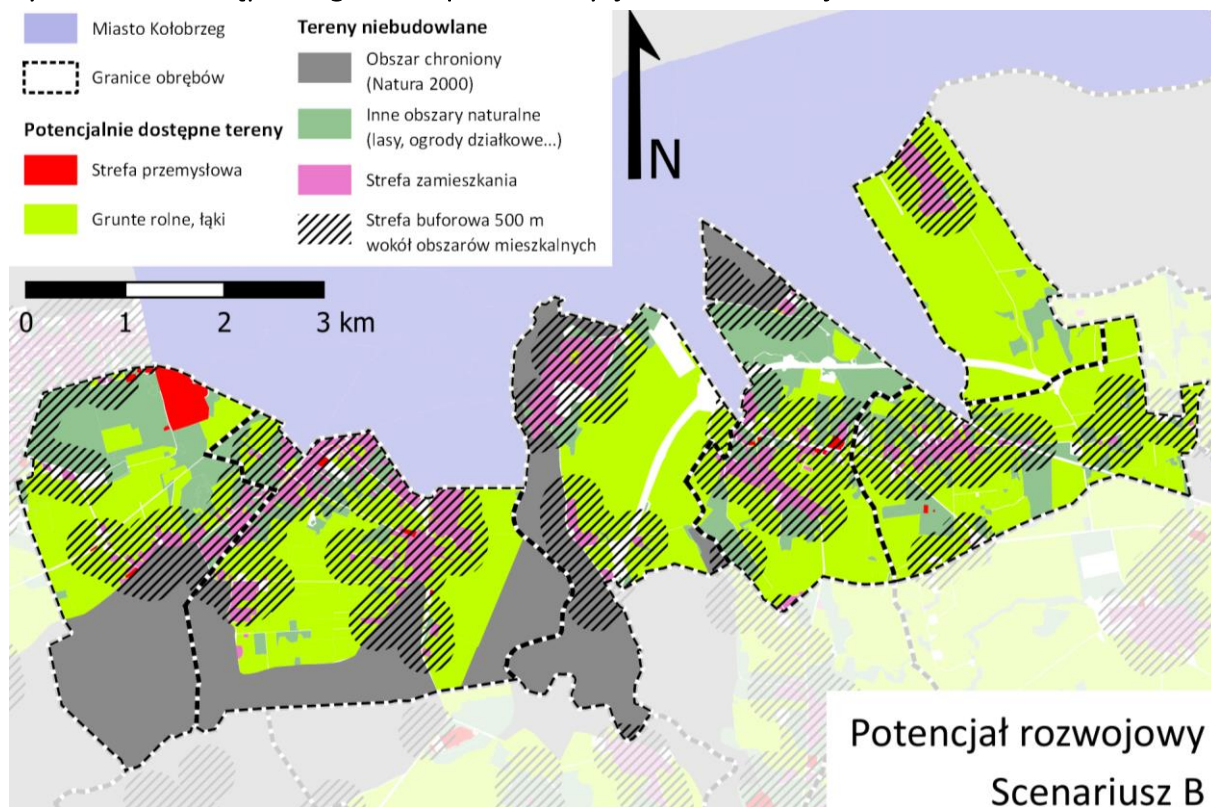 Miasto Kołobrzeg
Granice obrębów
Potencjalnie dostępne tereny
Strefa przemysłowa
Grunte rolne, łąki
Tereny niebudowlane
Obszar chroniony
(Natura 2000)
Inne obszary naturalne
(lasy, ogrody działkowe...)
Strefa zamieszkania
Strefa buforowa 500 m
wokół obszarów mieszkalnych
N
0 1 2 3 km
Potencjał rozwojowy
Scenariusz B